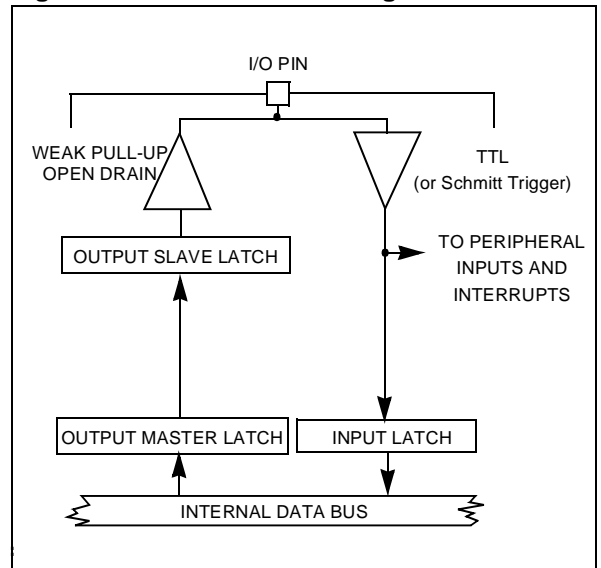 I/O PIN
WEAK PULL-UP
OPEN DRAIN
TTL
(or Schmitt Trigger)
TO PERIPHERAL
INPUTS AND
INTERRUPTS
OUTPUT SLAVE LATCH
OUTPUT MASTER LATCH
INPUT LATCH
INTERNAL DATA BUS